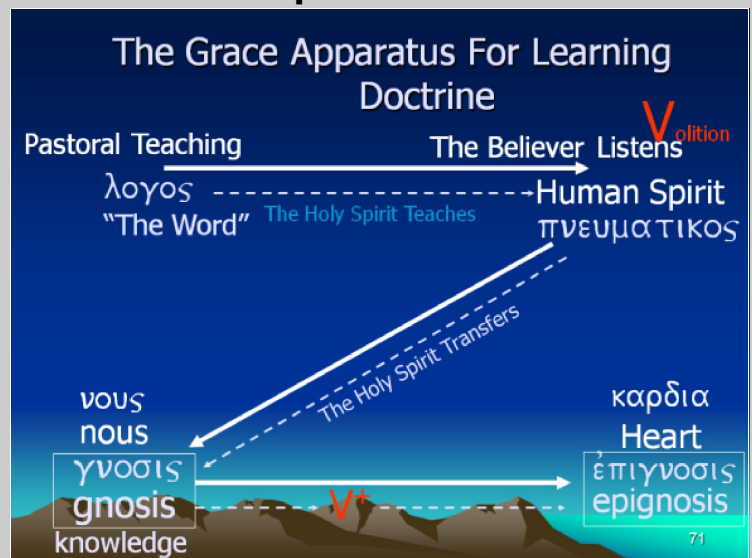 The Grace Apparatus For Learning
Doctrine
Volition
Pastoral Teaching
The Believer Listens
λογος
Human Spirit
"The Word"
The Holy Spirit Teaches
πνευματικος
The Holy Spirit Transfers
νους
nous
καρδια
Heart
γνοσις
gnosis
knowledge
V+
ἐπιγνοσις
epignosis
71